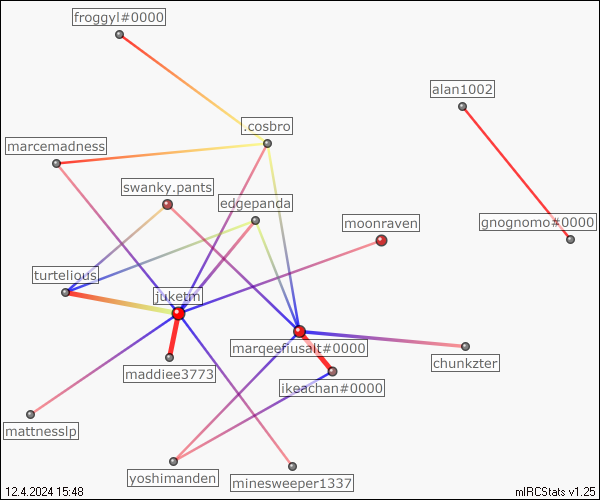 froggyl#0000
alan1002
.cosbro
marcemadness
swanky.pants
edgepanda
moonraven
gnognomo#0000
turtelious
juketm
marqeefiusalt#0000
maddiee3773
chunkzter
ikeachan#0000
mattnesslp
yoshimanden
minesweeper1337
12.4.2024 15:48
mIRCStats v1.25